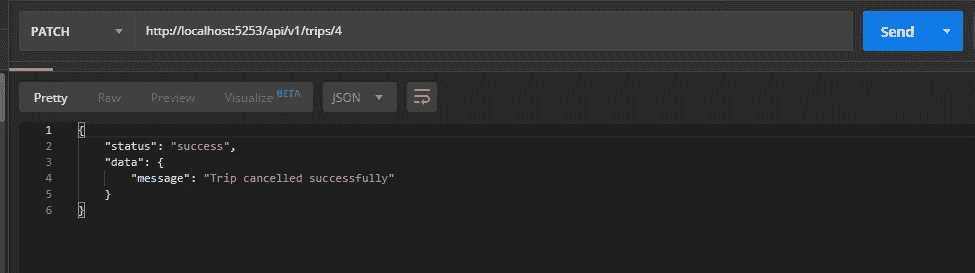 PATCH http://localhost:5253/api/v1/trips/4 Send
Pretty Raw Preview Visualize BETA JSON
1 {
2 "status": "success",
3 "data": {
4 "message": "Trip cancelled successfully"
5 }
6 }